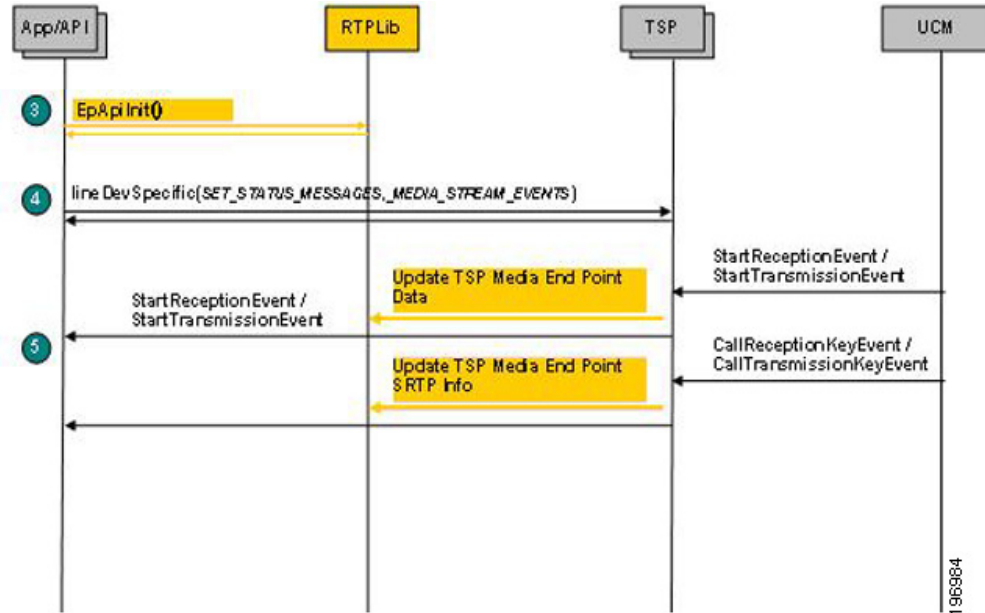 App/API
RTPLib
TSP
UCM
3
EpApiInit()
4
lineDevSpecific(SET_STATUS_MESSAGES,_MEDIA_STREAM_EVENTS)
StartReceptionEvent /
StartTransmissionEvent
Update TSP Media End Point
Data
StartReceptionEvent /
StartTransmissionEvent
5
CallReceptionKeyEvent /
CallTransmissionKeyEvent
Update TSP Media End Point
SRTP Info
196984